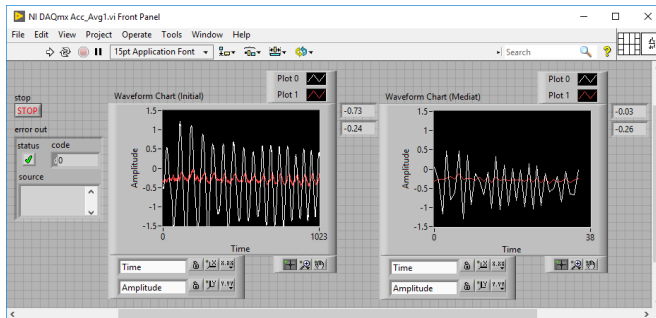 NI DAQmx Acc_Avg1.vi Front Panel
File Edit View Project Operate Tools Window Help
15pt Application Font
Search
stop
STOP
error out
status code
0
source
Waveform Chart (Initial)
Plot 0
Plot 1
-0.73
-0.24
Amplitude
1.5
1
0.5
0
-0.5
-1
-1.5
0 1023
Time
Time
Amplitude
Waveform Chart (Mediat)
Plot 0
Plot 1
-0.03
-0.26
Amplitude
1.5
1
0.5
0
-0.5
-1
-1.5
0 38
Time
Time
Amplitude